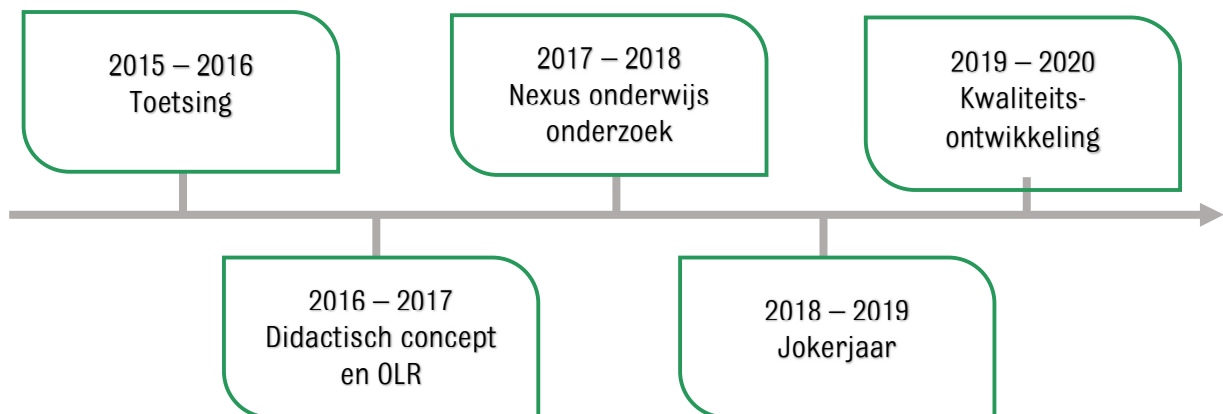 2015 – 2016
Toetsing
2017 – 2018
Nexus onderwijs
onderzoek
2019 – 2020
Kwaliteits-
ontwikkeling
2016 – 2017
Didactisch concept
en OLR
2018 – 2019
Jokerjaar